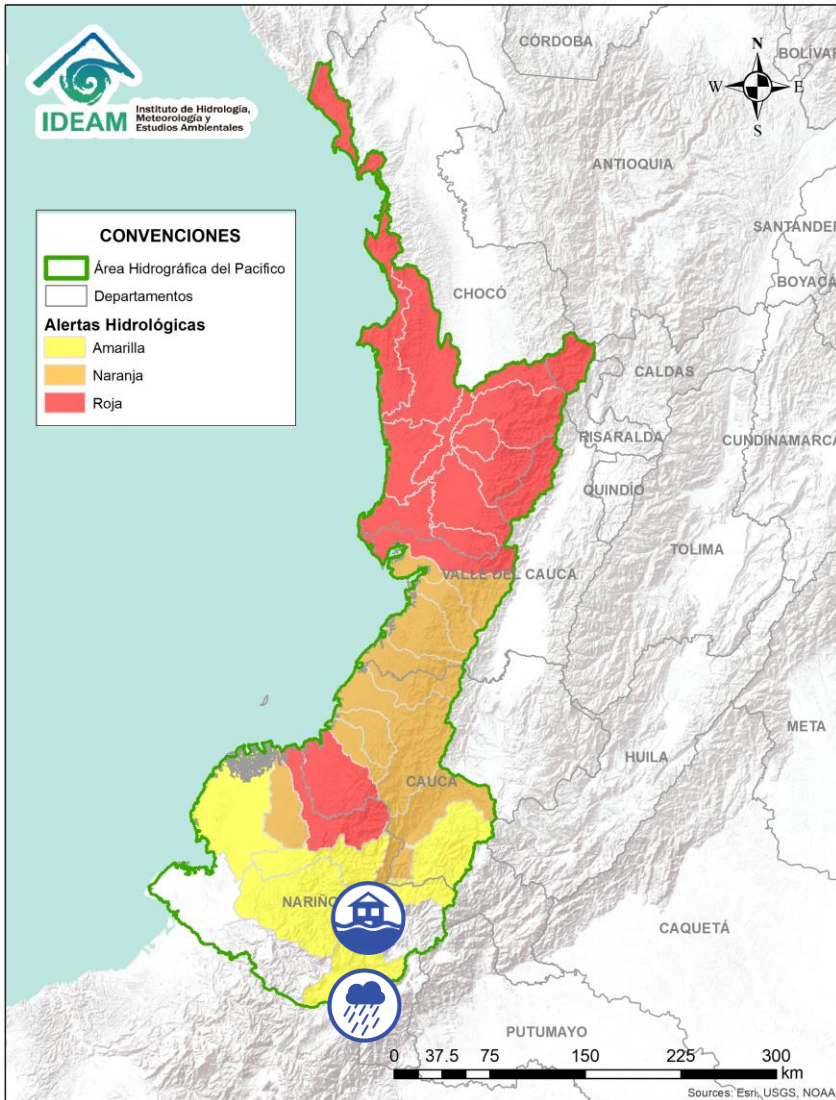 IDEAM
Instituto de Hidrología,
Meteorología y
Estudios Ambientales
CÓRDOBA
BOLÍVAR
N
W
E
S
ANTIOQUIA
SANTANDER
BOYACÁ
CONVENCIONES
Área Hidrográfica del Pacifico
Departamentos
Alertas Hidrológicas
Amarilla
Naranja
Roja
CHOCÓ
CALDAS
RISARALDA
CUNDINAMARCA
QUINDÍO
TOLIMA
VALLE DEL CAUCA
META
HUILA
CAUCA
NARIÑO
CAQUETÁ
PUTUMAYO
0 37.5 75 150 225 300
km
Sources: Esri, USGS, NOAA